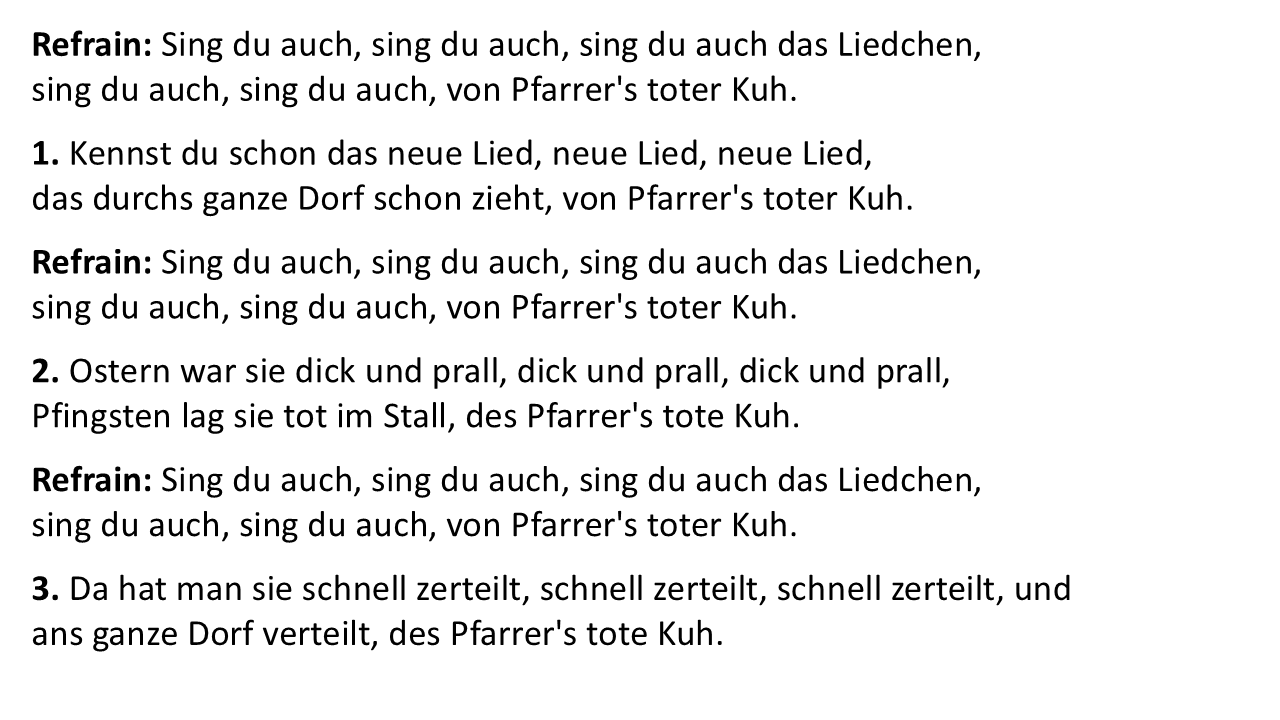 Refrain: Sing du auch, sing du auch, sing du auch das Liedchen,
sing du auch, sing du auch, von Pfarrer's toter Kuh.
1. Kennst du schon das neue Lied, neue Lied, neue Lied,
das durchs ganze Dorf schon zieht, von Pfarrer's toter Kuh.
Refrain: Sing du auch, sing du auch, sing du auch das Liedchen,
sing du auch, sing du auch, von Pfarrer's toter Kuh.
2. Ostern war sie dick und prall, dick und prall, dick und prall,
Pfingsten lag sie tot im Stall, des Pfarrer's tote Kuh.
Refrain: Sing du auch, sing du auch, sing du auch das Liedchen,
sing du auch, sing du auch, von Pfarrer's toter Kuh.
3. Da hat man sie schnell zerteilt, schnell zerteilt, schnell zerteilt, und
ans ganze Dorf verteilt, des Pfarrer's tote Kuh.